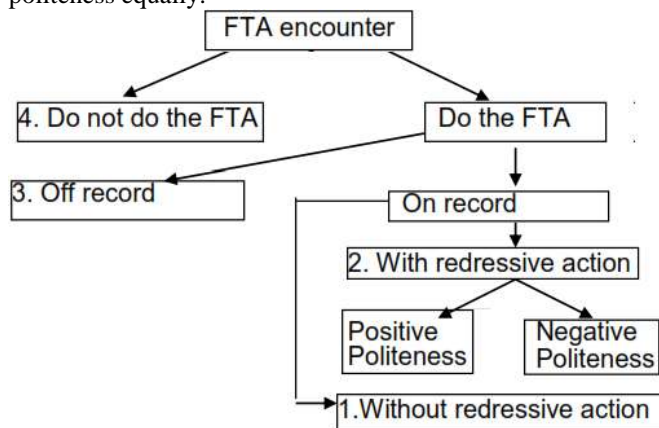 politeness equally.
FTA encounter
4. Do not do the FTA
Do the FTA
3. Off record
On record
2. With redressive action
Positive
Politeness
Negative
Politeness
1.Without redressive action